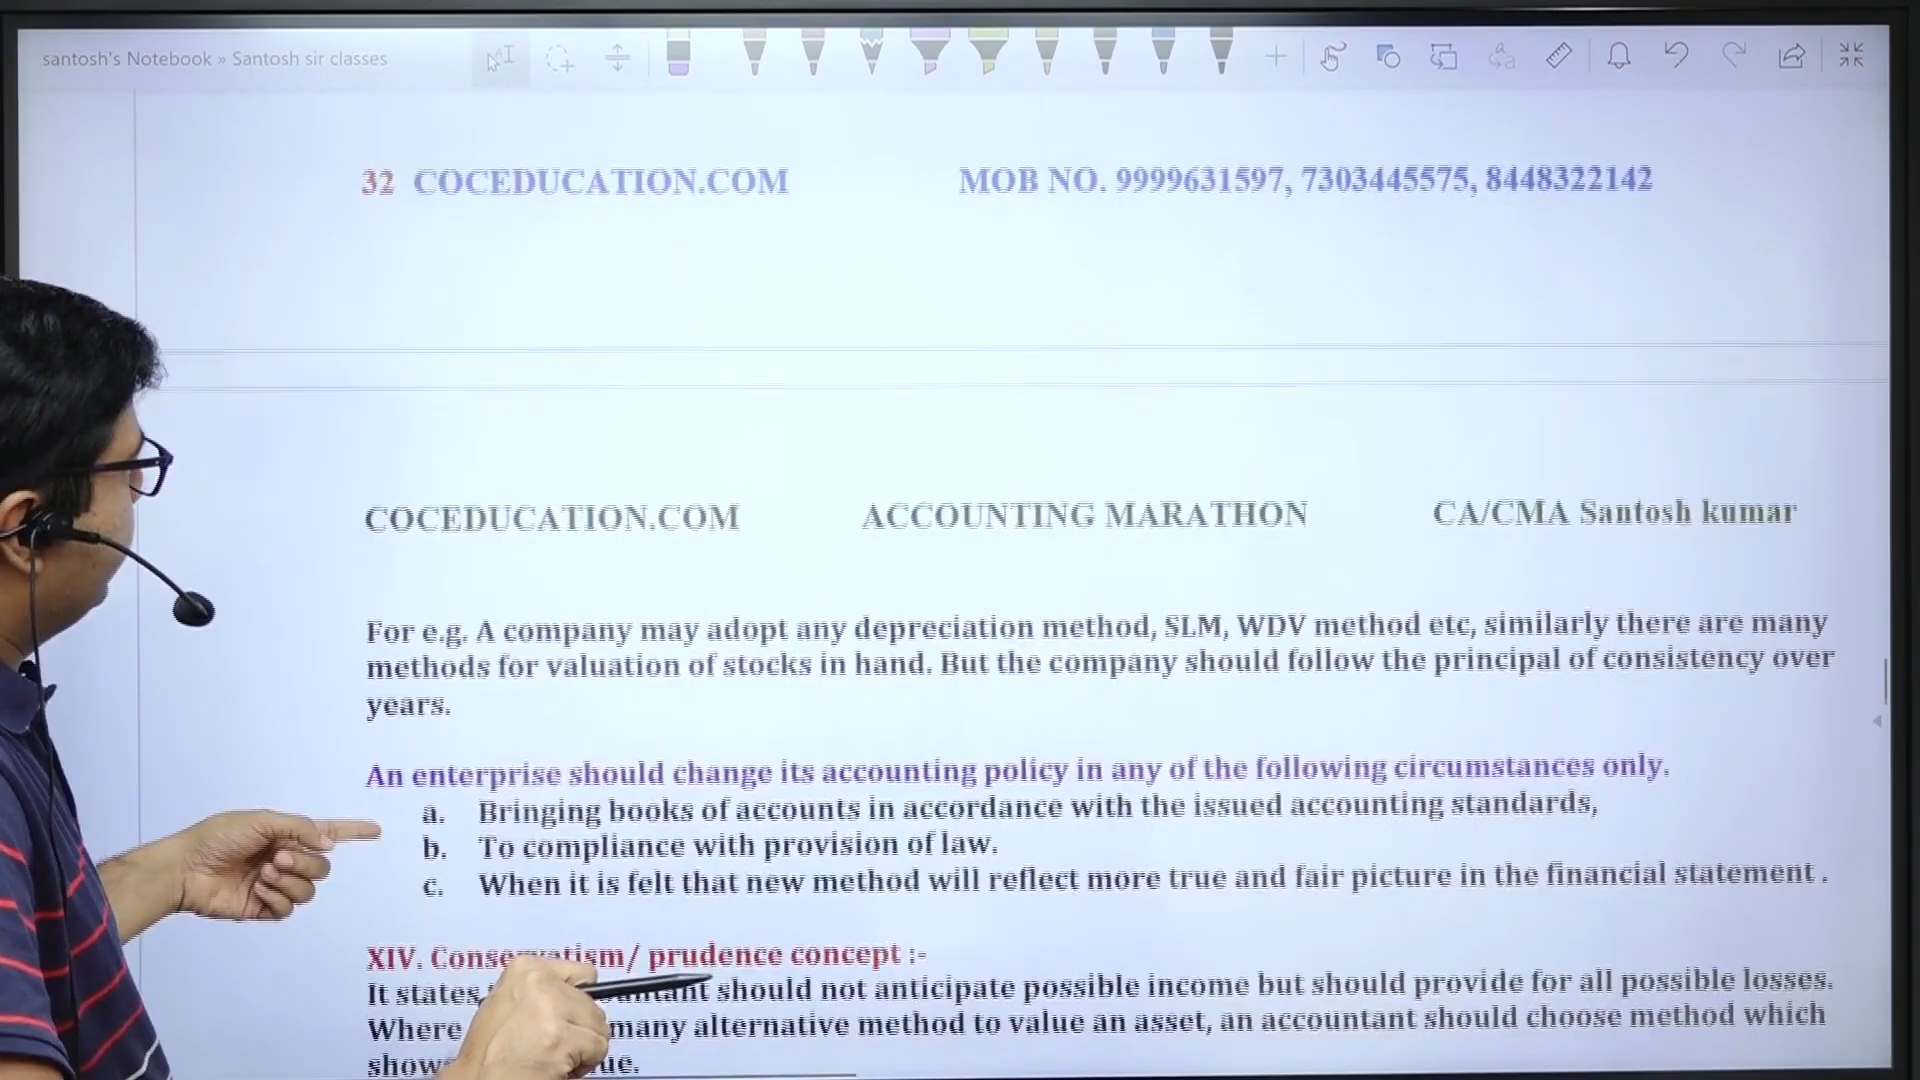 santosh's Notebook » Santosh sir classes
32 COCEDUCATION.COM MOB NO. 9999631597, 7303445575, 8448322142
COCEDUCATION.COM ACCOUNTING MARATHON CA/CMA Santosh kumar
For e.g. A company may adopt any depreciation method, SLM, WDV method etc, similarly there are many
methods for valuation of stocks in hand. But the company should follow the principal of consistency over
years.
An enterprise should change its accounting policy in any of the following circumstances only.
a. Bringing books of accounts in accordance with the issued accounting standards,
b. To compliance with provision of law.
c. When it is felt that new method will reflect more true and fair picture in the financial statement .
XIV. Conservatism/ prudence concept :-
It states should not anticipate possible income but should provide for all possible losses.
Where many alternative method to value an asset, an accountant should choose method which